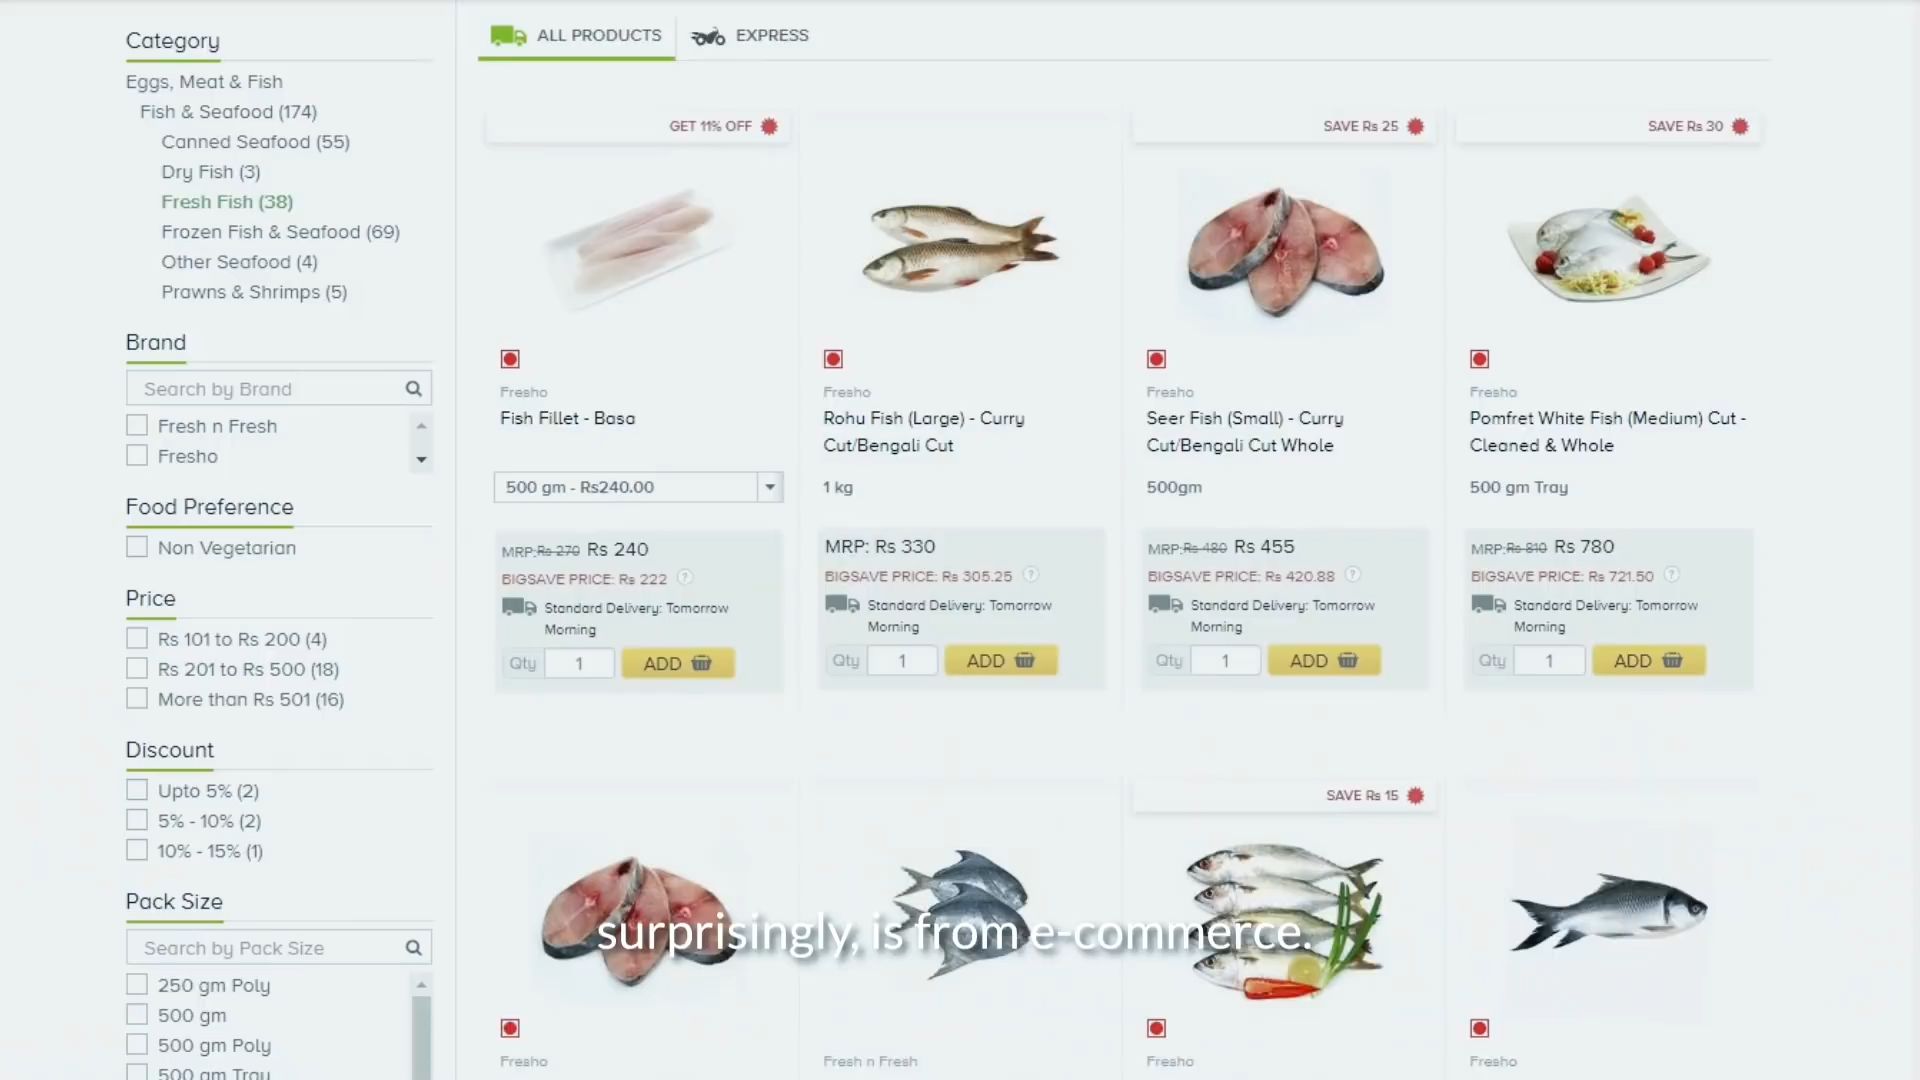 Category
Eggs, Meat & Fish
Fish & Seafood (174)
Canned Seafood (55)
Dry Fish (3)
Fresh Fish (38)
Frozen Fish & Seafood (69)
Other Seafood (4)
Prawns & Shrimps (5)
Brand
Search by Brand
Fresh n Fresh
Fresho
Food Preference
Non Vegetarian
Price
Rs 101 to Rs 200 (4)
Rs 201 to Rs 500 (18)
More than Rs 501 (16)
Discount
Upto 5% (2)
5% - 10% (2)
10% - 15% (1)
Pack Size
Search by Pack Size
250 gm Poly
500 gm
500 gm Poly
500 gm Tray
ALL PRODUCTS
EXPRESS
GET 11% OFF
Fresho
Fish Fillet - Basa
500 gm - Rs240.00
MRP:Rs 270 Rs 240
BIGSAVE PRICE: Rs 222 ?
Standard Delivery: Tomorrow
Morning
Qty 1 ADD
Fresho
Rohu Fish (Large) - Curry
Cut/Bengali Cut
1 kg
MRP: Rs 330
BIGSAVE PRICE: Rs 305.25 ?
Standard Delivery: Tomorrow
Morning
Qty 1 ADD
SAVE Rs 25
Fresho
Seer Fish (Small) - Curry
Cut/Bengali Cut Whole
500gm
MRP:Rs 480 Rs 455
BIGSAVE PRICE: Rs 420.88 ?
Standard Delivery: Tomorrow
Morning
Qty 1 ADD
SAVE Rs 30
Fresho
Pomfret White Fish (Medium) Cut -
Cleaned & Whole
500 gm Tray
MRP:Rs 810 Rs 780
BIGSAVE PRICE: Rs 721.50 ?
Standard Delivery: Tomorrow
Morning
Qty 1 ADD
SAVE Rs 15
surprisingly, is from e-commerce.
Fresho
Fresh n Fresh
Fresho
Fresho